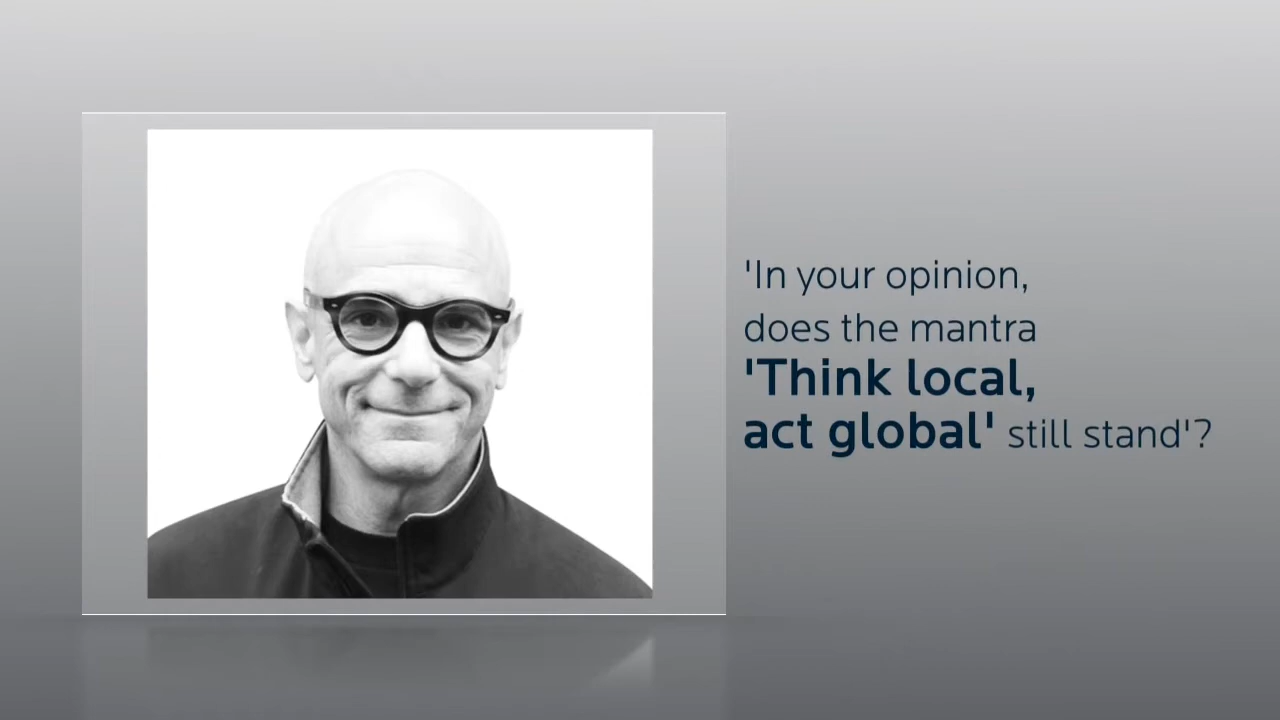 'In your opinion,
does the mantra
'Think local,
act global' still stand'?